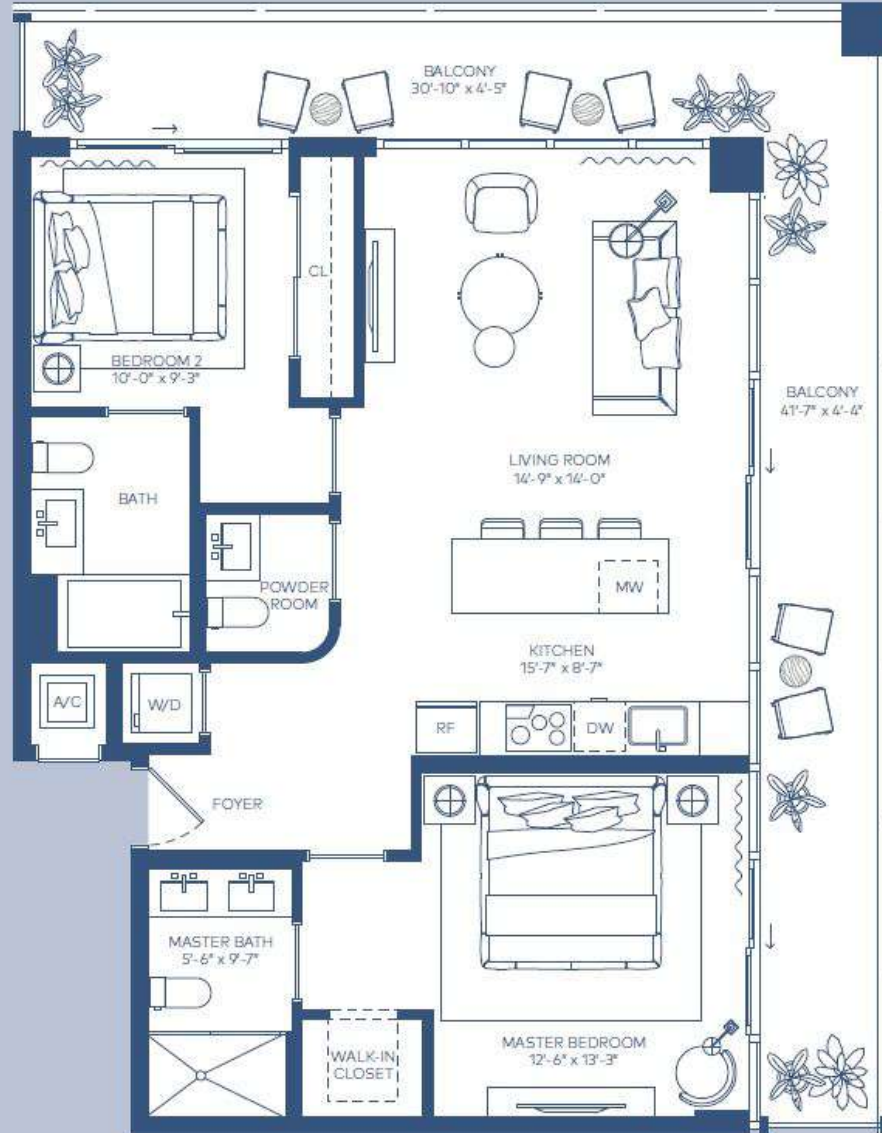 BALCONY
30'-10" x 4'-5"
CL
BEDROOM 2
10'-0" x 9'-3"
BALCONY
41'-7" x 4'-4"
LIVING ROOM
14'-9" x 14'-0"
BATH
POWDER
ROOM
MW
KITCHEN
15'-7" x 8'-7"
A/C
W/D
RF
DW
FOYER
MASTER BATH
5'-6" x 9'-7"
MASTER BEDROOM
12'-6" x 13'-3"
WALK-IN
CLOSET